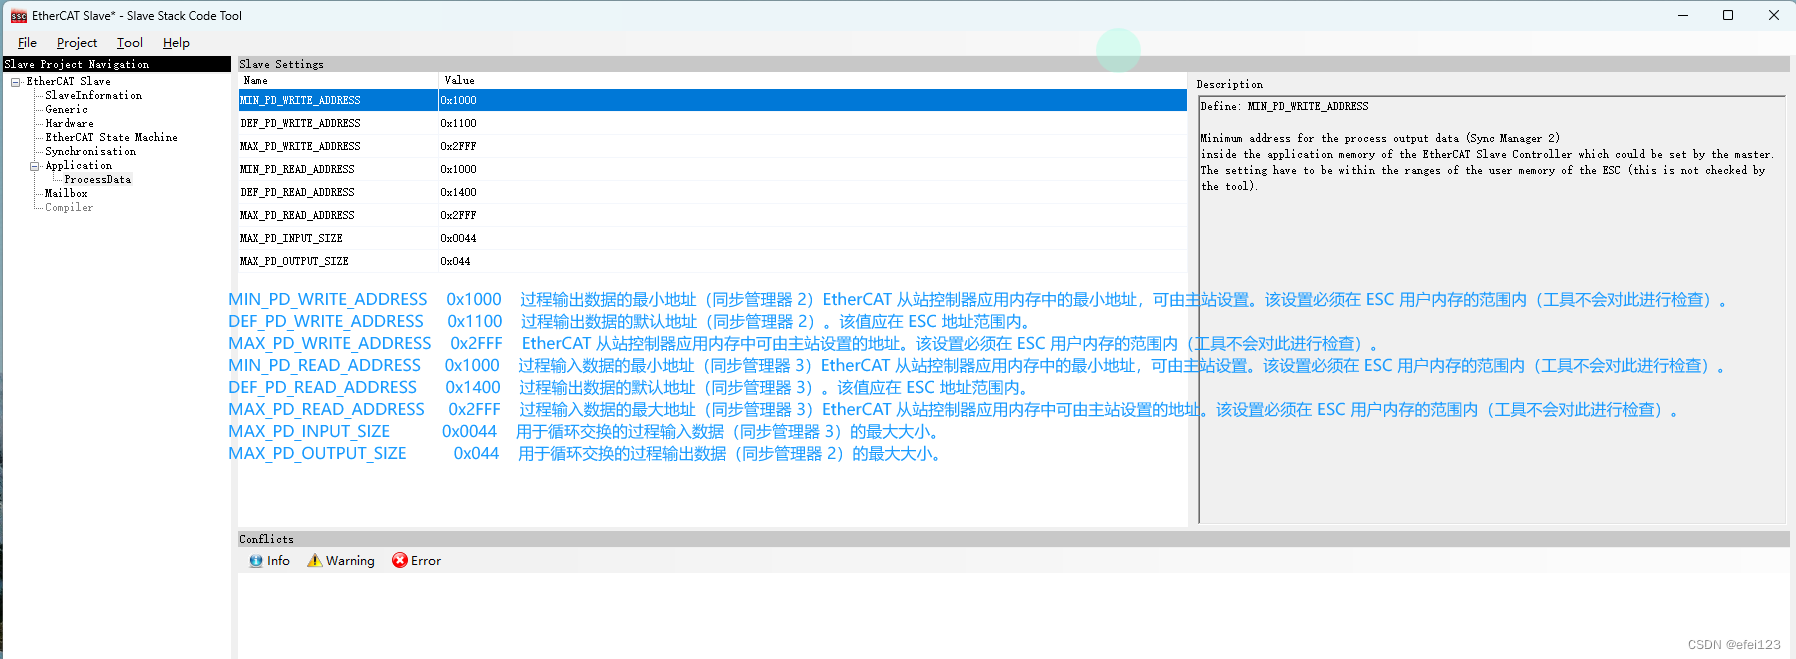 EtherCAT Slave* - Slave Stack Code Tool
File Project Tool Help
Slave Project Navigation
EtherCAT Slave
SlaveInformation
Generic
Hardware
EtherCAT State Machine
Synchronisation
Application
ProcessData
Mailbox
Compiler
Slave Settings
Name Value
MIN_PD_WRITE_ADDRESS 0x1000
DEF_PD_WRITE_ADDRESS 0x1100
MAX_PD_WRITE_ADDRESS 0x2FFF
MIN_PD_READ_ADDRESS 0x1000
DEF_PD_READ_ADDRESS 0x1400
MAX_PD_READ_ADDRESS 0x2FFF
MAX_PD_INPUT_SIZE 0x0044
MAX_PD_OUTPUT_SIZE 0x044
Description
Define: MIN_PD_WRITE_ADDRESS
Minimum address for the process output data (Sync Manager 2)
inside the application memory of the EtherCAT Slave Controller which could be set by the master.
The setting have to be within the ranges of the user memory of the ESC (this is not checked by
the tool).
MIN_PD_WRITE_ADDRESS 0x1000 过程输出数据的最小地址（同步管理器 2）EtherCAT 从站控制器应用内存中的最小地址，可由主站设置。该设置必须在 ESC 用户内存的范围内（工具不会对此进行检查）。
DEF_PD_WRITE_ADDRESS 0x1100 过程输出数据的默认地址（同步管理器 2）。该值应在 ESC 地址范围内。
MAX_PD_WRITE_ADDRESS 0x2FFF EtherCAT 从站控制器应用内存中可由主站设置的地址。该设置必须在 ESC 用户内存的范围内（工具不会对此进行检查）。
MIN_PD_READ_ADDRESS 0x1000 过程输入数据的最小地址（同步管理器 3）EtherCAT 从站控制器应用内存中的最小地址，可由主站设置。该设置必须在 ESC 用户内存的范围内（工具不会对此进行检查）。
DEF_PD_READ_ADDRESS 0x1400 过程输出数据的默认地址（同步管理器 3）。该值应在 ESC 地址范围内。
MAX_PD_READ_ADDRESS 0x2FFF 过程输入数据的最大地址（同步管理器 3）EtherCAT 从站控制器应用内存中可由主站设置的地址。该设置必须在 ESC 用户内存的范围内（工具不会对此进行检查）。
MAX_PD_INPUT_SIZE 0x0044 用于循环交换的过程输入数据（同步管理器 3）的最大大小。
MAX_PD_OUTPUT_SIZE 0x044 用于循环交换的过程输出数据（同步管理器 2）的最大大小。
Conflicts
Info Warning Error
CSDN @efei123